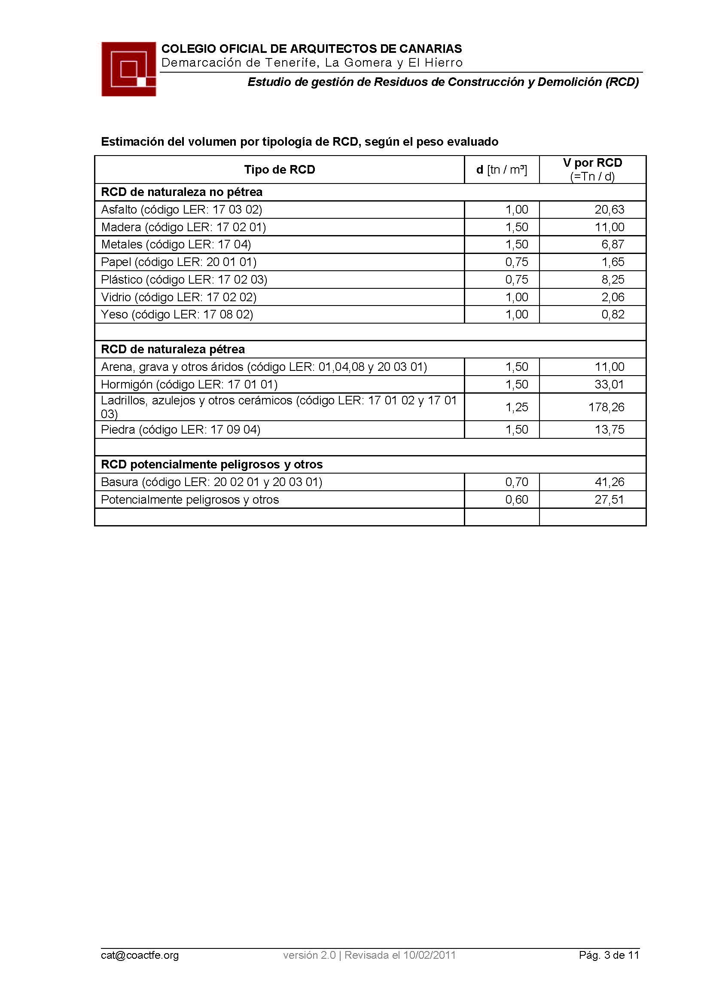 COLEGIO OFICIAL DE ARQUITECTOS DE CANARIAS
Demarcación de Tenerife, La Gomera y El Hierro
Estudio de gestión de Residuos de Construcción y Demolición (RCD)
Estimación del volumen por tipología de RCD, según el peso evaluado
Tipo de RCD d [tn / m³] V por RCD
(=Tn / d)
RCD de naturaleza no pétrea
Asfalto (código LER: 17 03 02) 1,00 20,63
Madera (código LER: 17 02 01) 1,50 11,00
Metales (código LER: 17 04) 1,50 6,87
Papel (código LER: 20 01 01) 0,75 1,65
Plástico (código LER: 17 02 03) 0,75 8,25
Vidrio (código LER: 17 02 02) 1,00 2,06
Yeso (código LER: 17 08 02) 1,00 0,82
RCD de naturaleza pétrea
Arena, grava y otros áridos (código LER: 01,04,08 y 20 03 01) 1,50 11,00
Hormigón (código LER: 17 01 01) 1,50 33,01
Ladrillos, azulejos y otros cerámicos (código LER: 17 01 02 y 17 01
03) 1,25 178,26
Piedra (código LER: 17 09 04) 1,50 13,75
RCD potencialmente peligrosos y otros
Basura (código LER: 20 02 01 y 20 03 01) 0,70 41,26
Potencialmente peligrosos y otros 0,60 27,51
cat@coactfe.org versión 2.0 | Revisada el 10/02/2011 Pág. 3 de 11